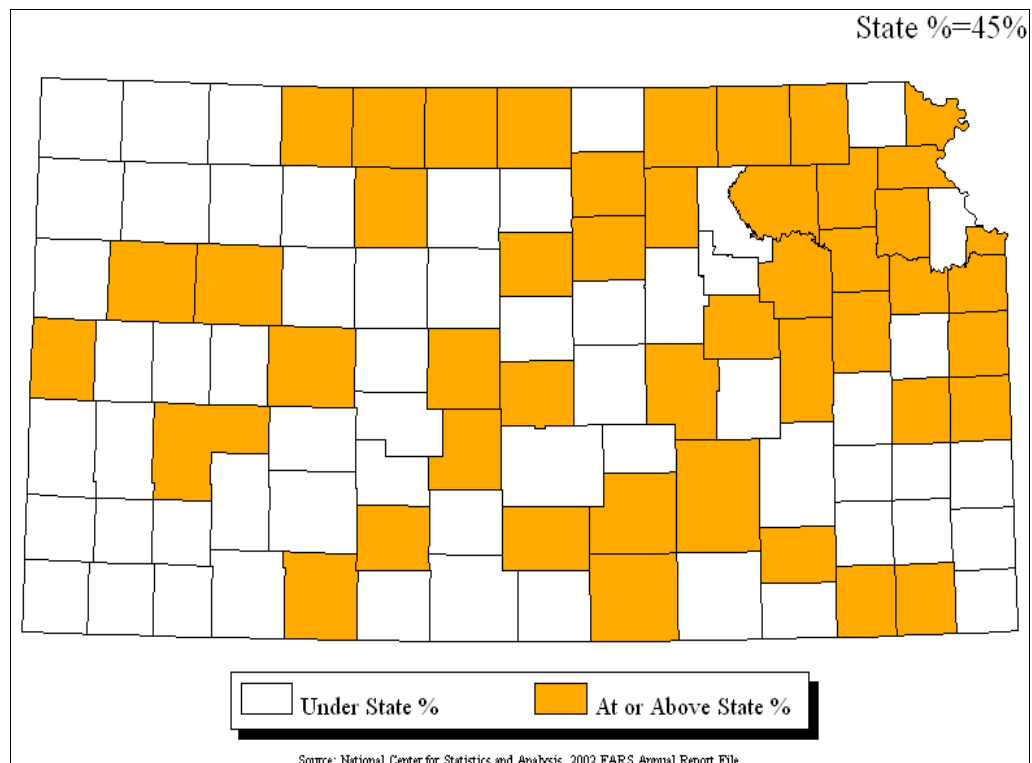 State %=45%
Under State %
At or Above State %
Source: National Center for Statistics and Analysis, 2002 FARS Annual Report File